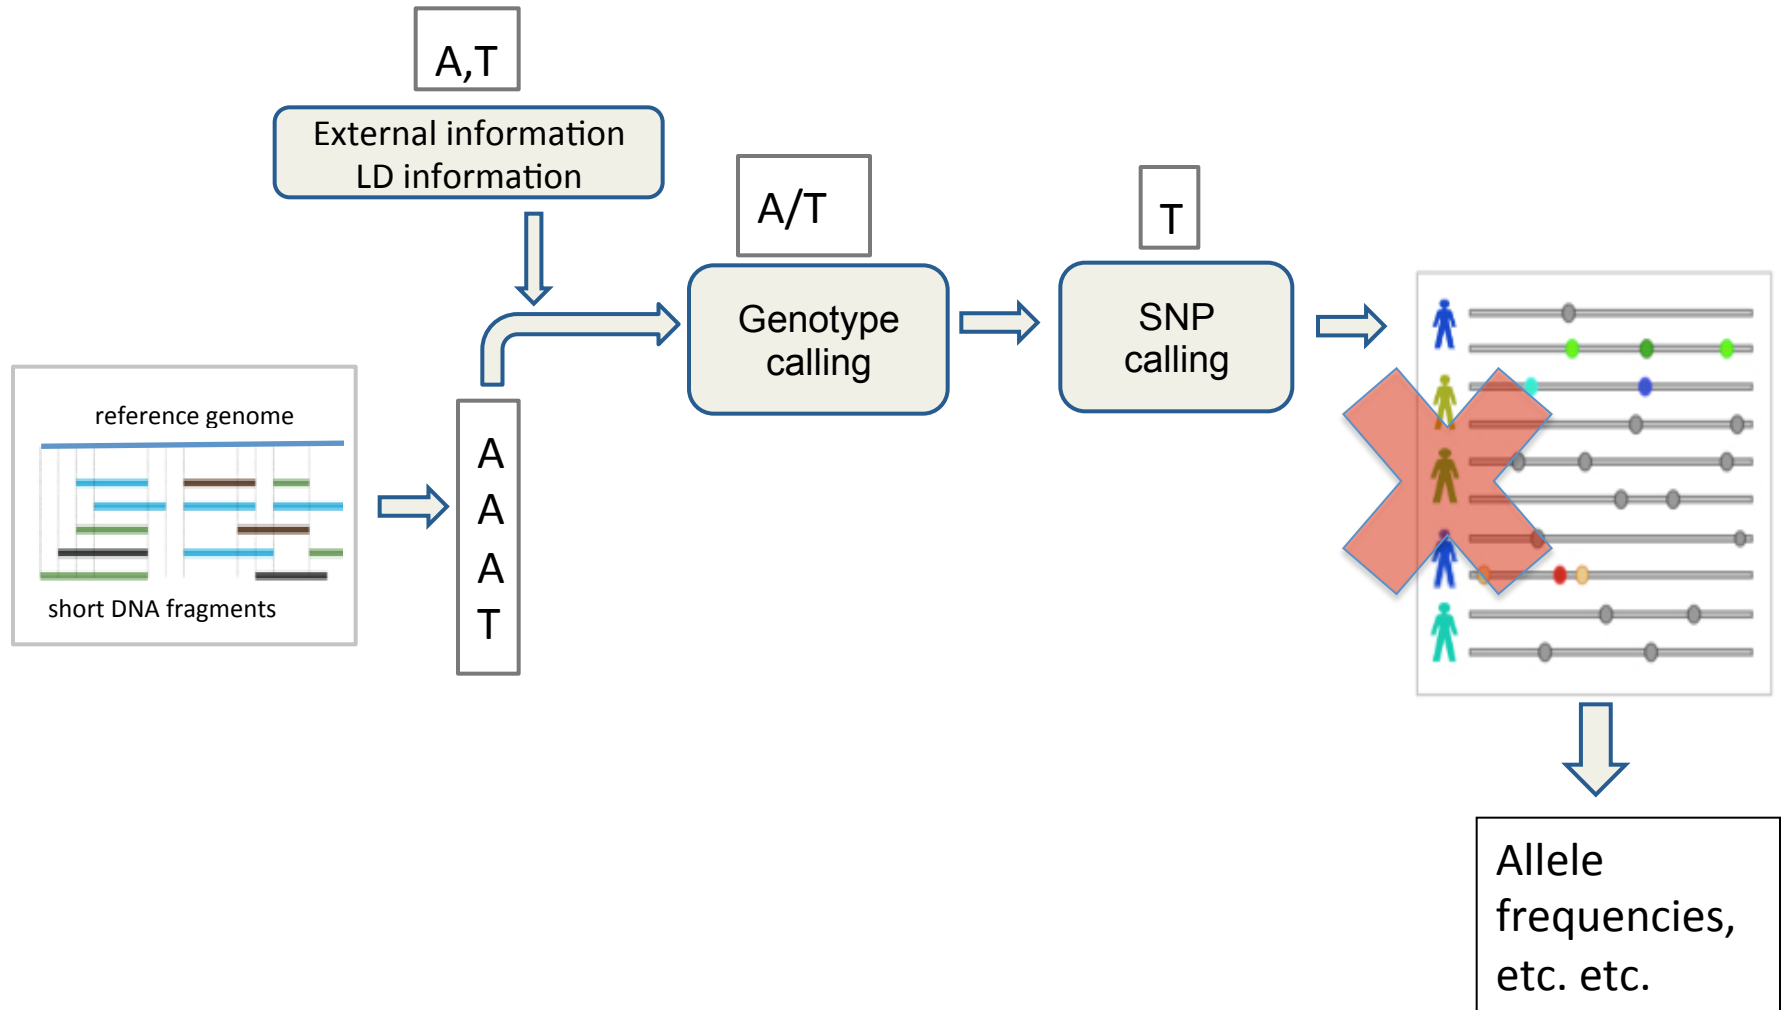 A,T
External information
LD information
A/T
T
Genotype
calling
SNP
calling
reference genome
short DNA fragments
A
A
A
T
Allele
frequencies,
etc. etc.